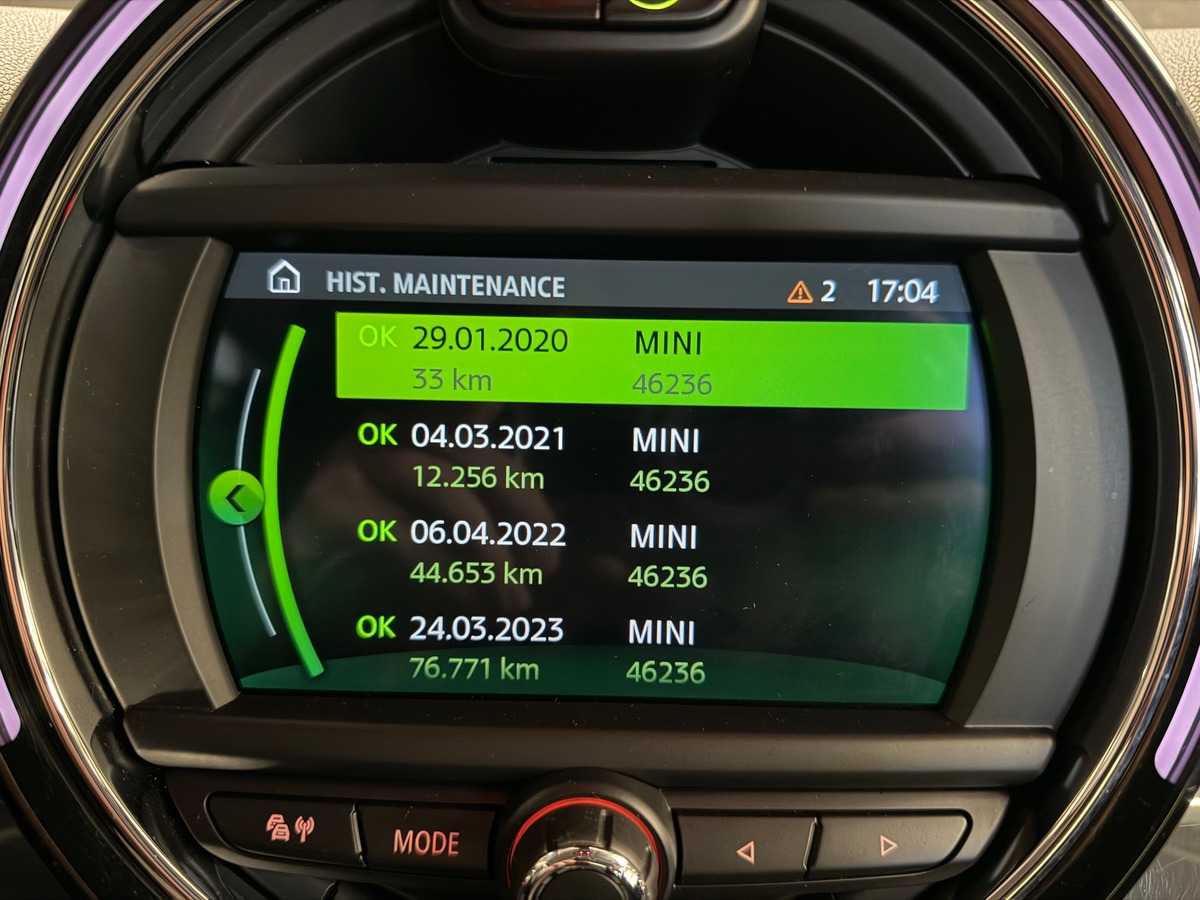 HIST. MAINTENANCE 2 17:04
OK 29.01.2020 MINI
33 km 46236
OK 04.03.2021 MINI
12.256 km 46236
OK 06.04.2022 MINI
44.653 km 46236
OK 24.03.2023 MINI
76.771 km 46236
MODE